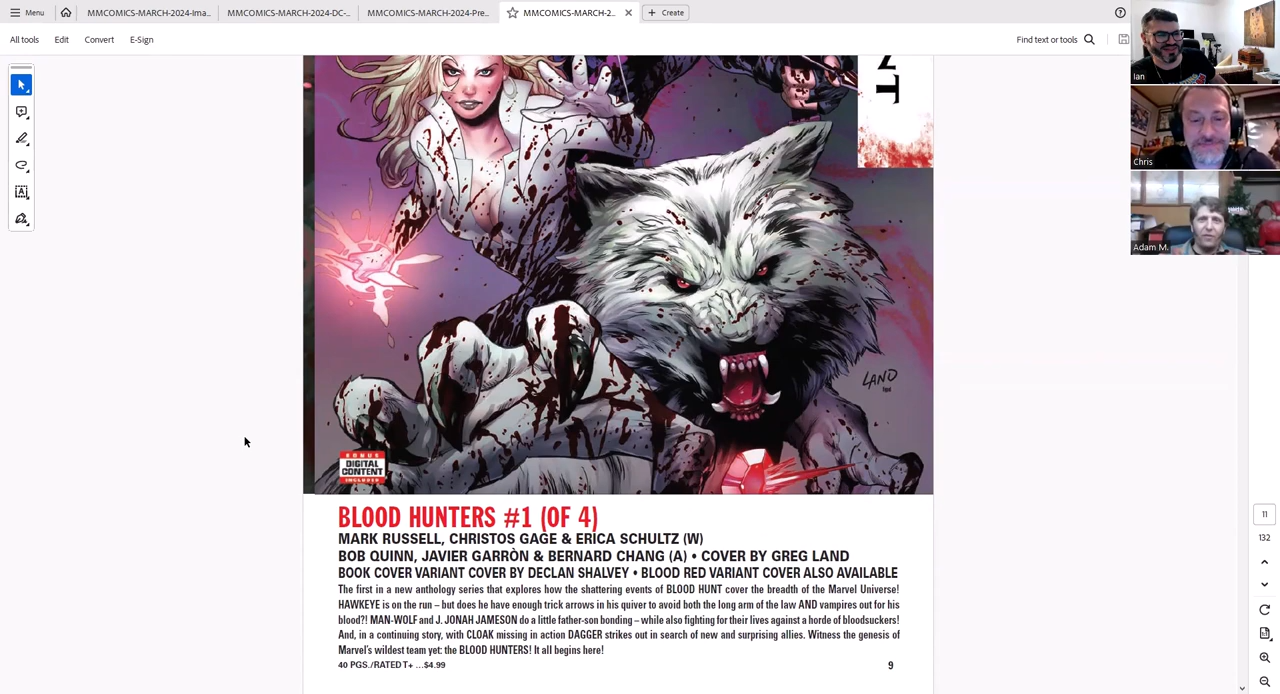 Menu
MMCOMICS-MARCH-2024-Ima...
MMCOMICS-MARCH-2024-DC-...
MMCOMICS-MARCH-2024-Pre...
MMCOMICS-MARCH-2...
Create
All tools
Edit
Convert
E-Sign
Find text or tools
Ian
Chris
Adam M.
NT
LAND
BONUS
DIGITAL
CONTENT
INCLUDED
BLOOD HUNTERS #1 (OF 4)
MARK RUSSELL, CHRISTOS GAGE & ERICA SCHULTZ (W)
BOB QUINN, JAVIER GARRÒN & BERNARD CHANG (A) • COVER BY GREG LAND
BOOK COVER VARIANT COVER BY DECLAN SHALVEY • BLOOD RED VARIANT COVER ALSO AVAILABLE
The first in a new anthology series that explores how the shattering events of BLOOD HUNT cover the breadth of the Marvel Universe!
HAWKEYE is on the run – but does he have enough trick arrows in his quiver to avoid both the long arm of the law AND vampires out for his
blood?! MAN-WOLF and J. JONAH JAMESON do a little father-son bonding – while also fighting for their lives against a horde of bloodsuckers!
And, in a continuing story, with CLOAK missing in action DAGGER strikes out in search of new and surprising allies. Witness the genesis of
Marvel's wildest team yet: the BLOOD HUNTERS! It all begins here!
40 PGS./RATED T+ ...$4.99
9
11
132